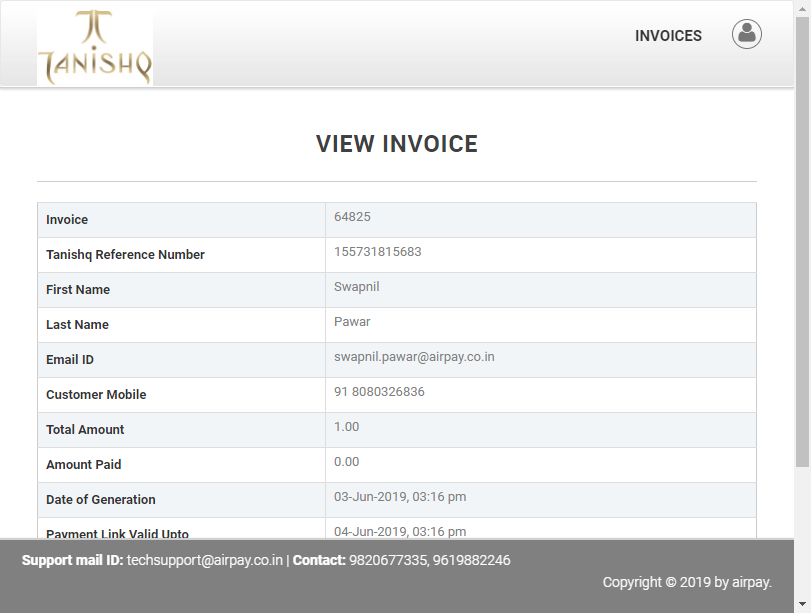 TANISHQ
INVOICES
VIEW INVOICE
Invoice 64825
Tanishq Reference Number 155731815683
First Name Swapnil
Last Name Pawar
Email ID swapnil.pawar@airpay.co.in
Customer Mobile 91 8080326836
Total Amount 1.00
Amount Paid 0.00
Date of Generation 03-Jun-2019, 03:16 pm
Payment Link Valid Upto 04-Jun-2019, 03:16 pm
Support mail ID: techsupport@airpay.co.in | Contact: 9820677335, 9619882246
Copyright © 2019 by airpay.